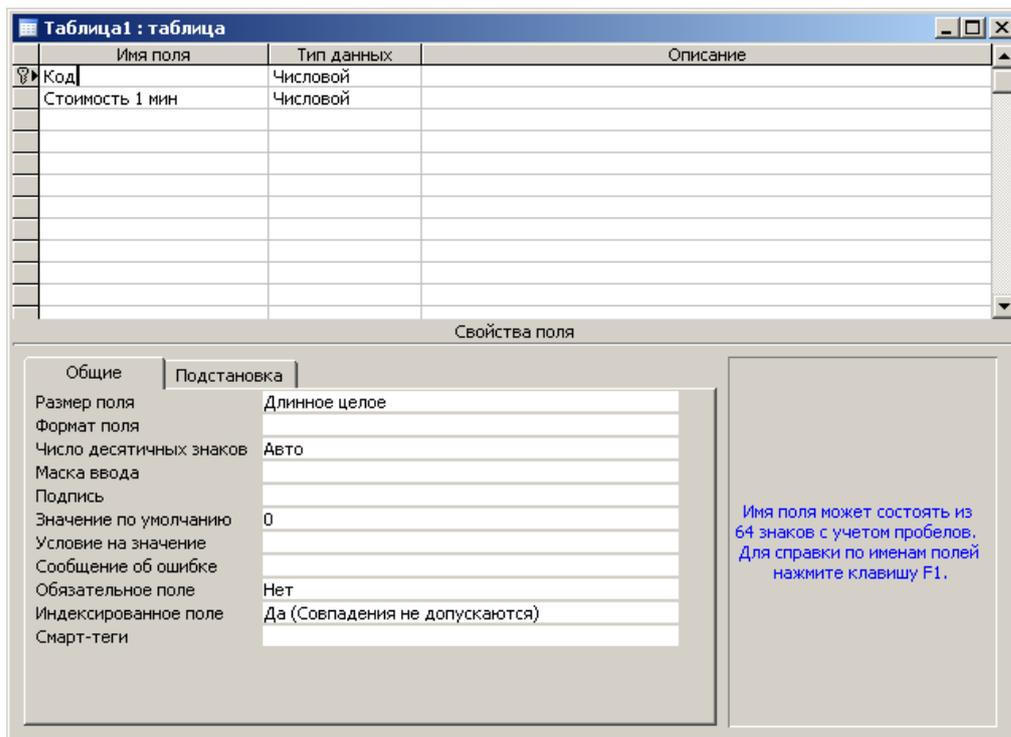 Таблица1 : таблица
Имя поля Тип данных Описание
Код Числовой
Стоимость 1 мин Числовой
Свойства поля
Общие Подстановка
Размер поля Длинное целое
Формат поля
Число десятичных знаков Авто
Маска ввода
Подпись
Значение по умолчанию 0
Условие на значение
Сообщение об ошибке
Обязательное поле Нет
Индексированное поле Да (Совпадения не допускаются)
Смарт-теги
Имя поля может состоять из
64 знаков с учетом пробелов.
Для справки по именам полей
нажмите клавишу F1.